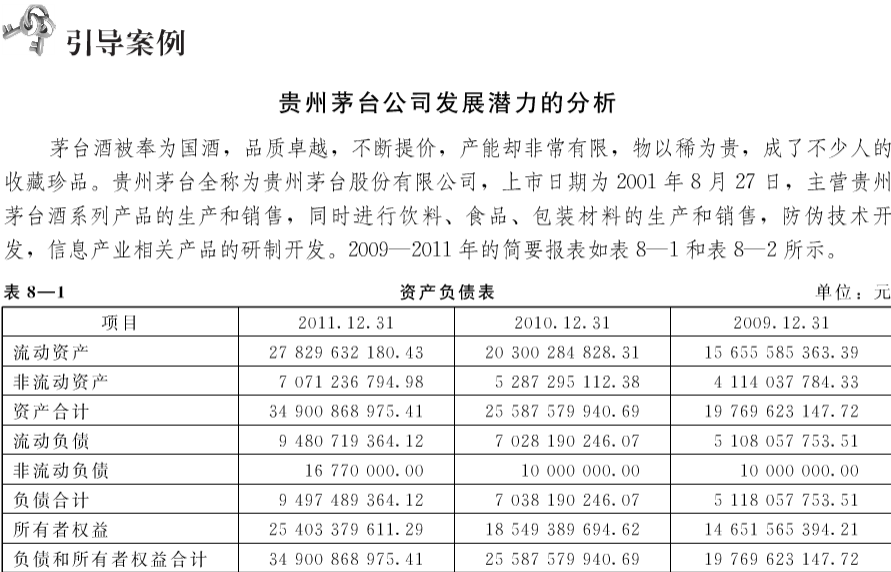 引导案例
贵州茅台公司发展潜力的分析
茅台酒被奉为国酒，品质卓越，不断提价，产能却非常有限，物以稀为贵，成了不少人的
收藏珍品。贵州茅台全称为贵州茅台股份有限公司，上市日期为 2001 年 8 月 27 日，主营贵州
茅台酒系列产品的生产和销售，同时进行饮料、食品、包装材料的生产和销售，防伪技术开
发，信息产业相关产品的研制开发。2009—2011 年的简要报表如表 8—1 和表 8—2 所示。
表 8—1 资产负债表 单位：元
项目 2011.12.31 2010.12.31 2009.12.31
流动资产 27 829 632 180.43 20 300 284 828.31 15 655 585 363.39
非流动资产 7 071 236 794.98 5 287 295 112.38 4 114 037 784.33
资产合计 34 900 868 975.41 25 587 579 940.69 19 769 623 147.72
流动负债 9 480 719 364.12 7 028 190 246.07 5 108 057 753.51
非流动负债 16 770 000.00 10 000 000.00 10 000 000.00
负债合计 9 497 489 364.12 7 038 190 246.07 5 118 057 753.51
所有者权益 25 403 379 611.29 18 549 389 694.62 14 651 565 394.21
负债和所有者权益合计 34 900 868 975.41 25 587 579 940.69 19 769 623 147.72